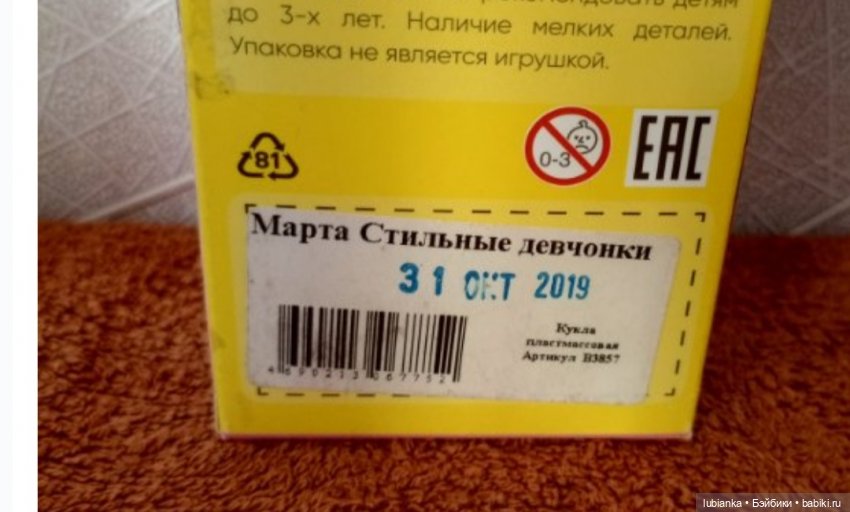 до 3-х лет. Наличие мелких деталей.
Упаковка не является игрушкой.
81
0-3
ЕАС
Марта Стильные девчонки
31 ОКТ 2019
Кукла
пластмассовая
Артикул В3857
lubianka • Бэйбики • babiki.ru